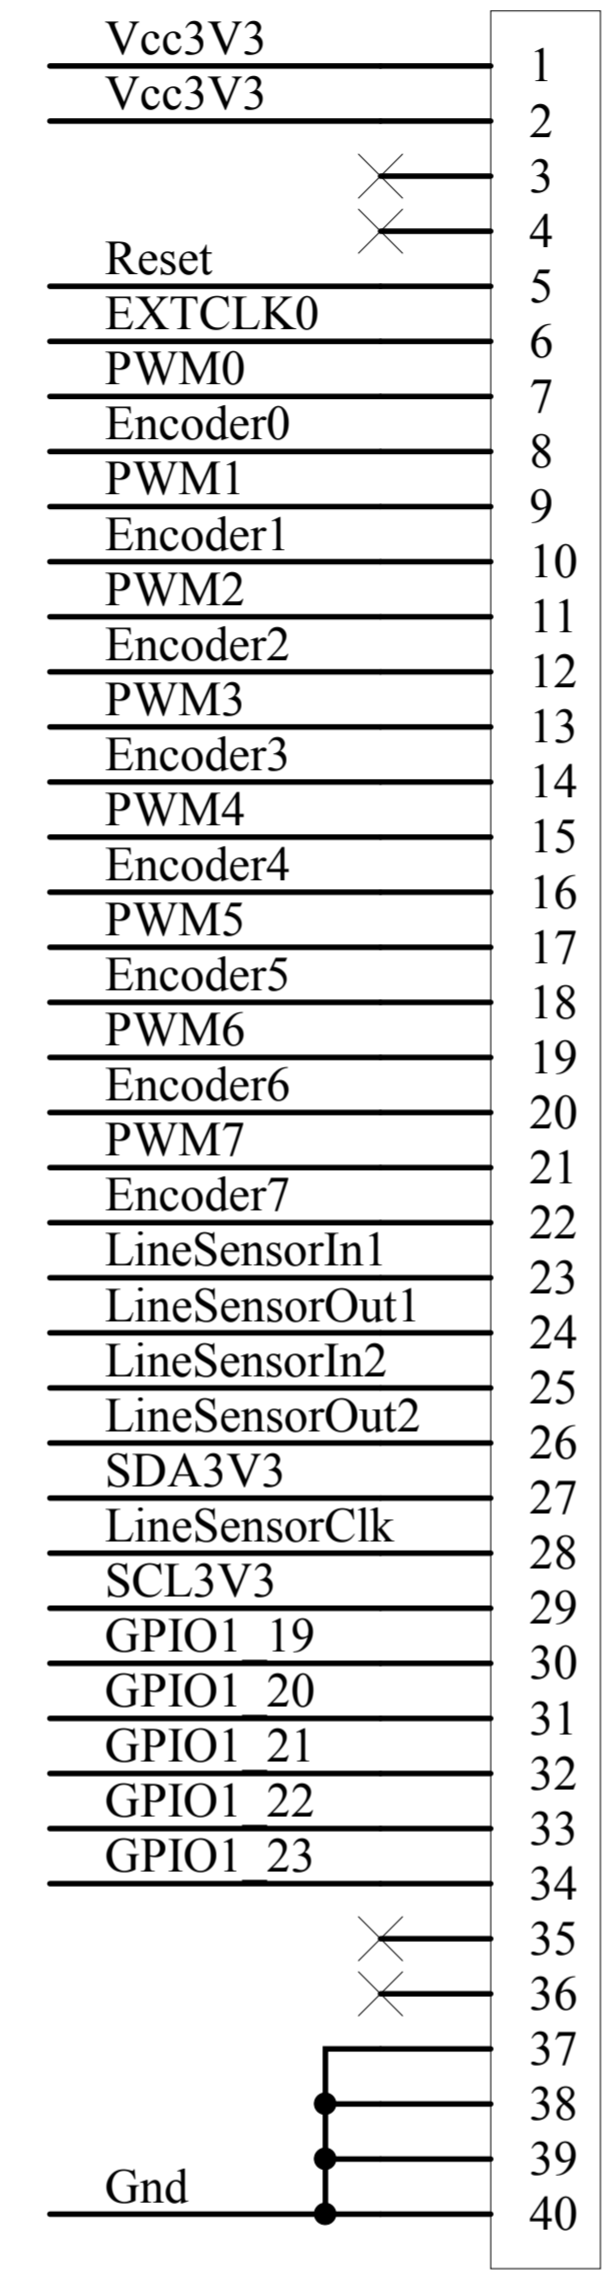 Vcc3V3 1
Vcc3V3 2
3
4
Reset 5
EXTCLK0 6
PWM0 7
Encoder0 8
PWM1 9
Encoder1 10
PWM2 11
Encoder2 12
PWM3 13
Encoder3 14
PWM4 15
Encoder4 16
PWM5 17
Encoder5 18
PWM6 19
Encoder6 20
PWM7 21
Encoder7 22
LineSensorIn1 23
LineSensorOut1 24
LineSensorIn2 25
LineSensorOut2 26
SDA3V3 27
LineSensorClk 28
SCL3V3 29
GPIO1_19 30
GPIO1_20 31
GPIO1_21 32
GPIO1_22 33
GPIO1_23 34
35
36
37
38
39
Gnd 40